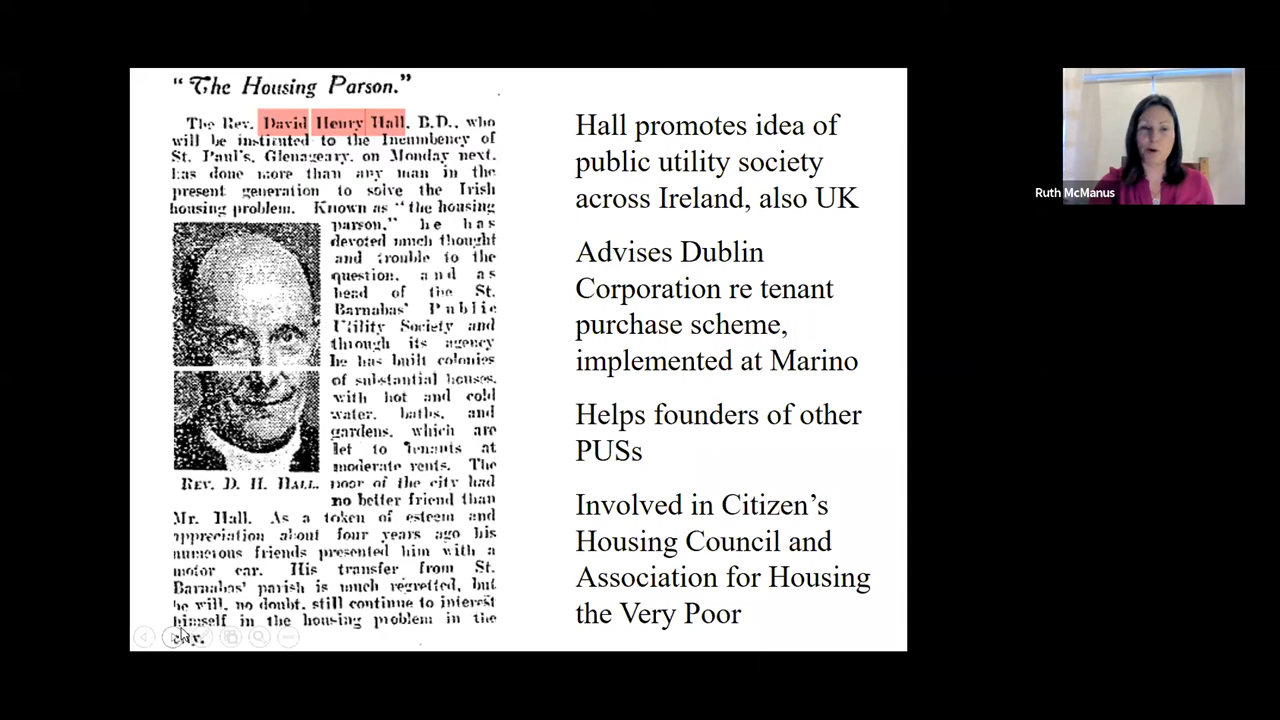 "The Housing Parson."
The Rev. David Henry Hall, B.D., who
will be instituted to the Incumbency of
St. Paul's, Glenageary, on Monday next,
has done more than any man in the
present generation to solve the Irish
housing problem. Known as "the housing
parson," he has
devoted much thought
and trouble to the
question, and as
head of the St.
Barnabas' Public
Utility Society and
through its agency
he has built colonies
of substantial houses,
with hot and cold
water, baths, and
gardens, which are
let to tenants at
moderate rents. The
poor of the city had
no better friend than
REV. D. H. HALL.
Mr. Hall. As a token of esteem and
appreciation about four years ago his
numerous friends presented him with a
motor car. His transfer from St.
Barnabas' parish is much regretted, but
he will, no doubt, still continue to interest
himself in the housing problem in the
city.
Hall promotes idea of
public utility society
across Ireland, also UK
Advises Dublin
Corporation re tenant
purchase scheme,
implemented at Marino
Helps founders of other
PUSs
Involved in Citizen's
Housing Council and
Association for Housing
the Very Poor
Ruth McManus